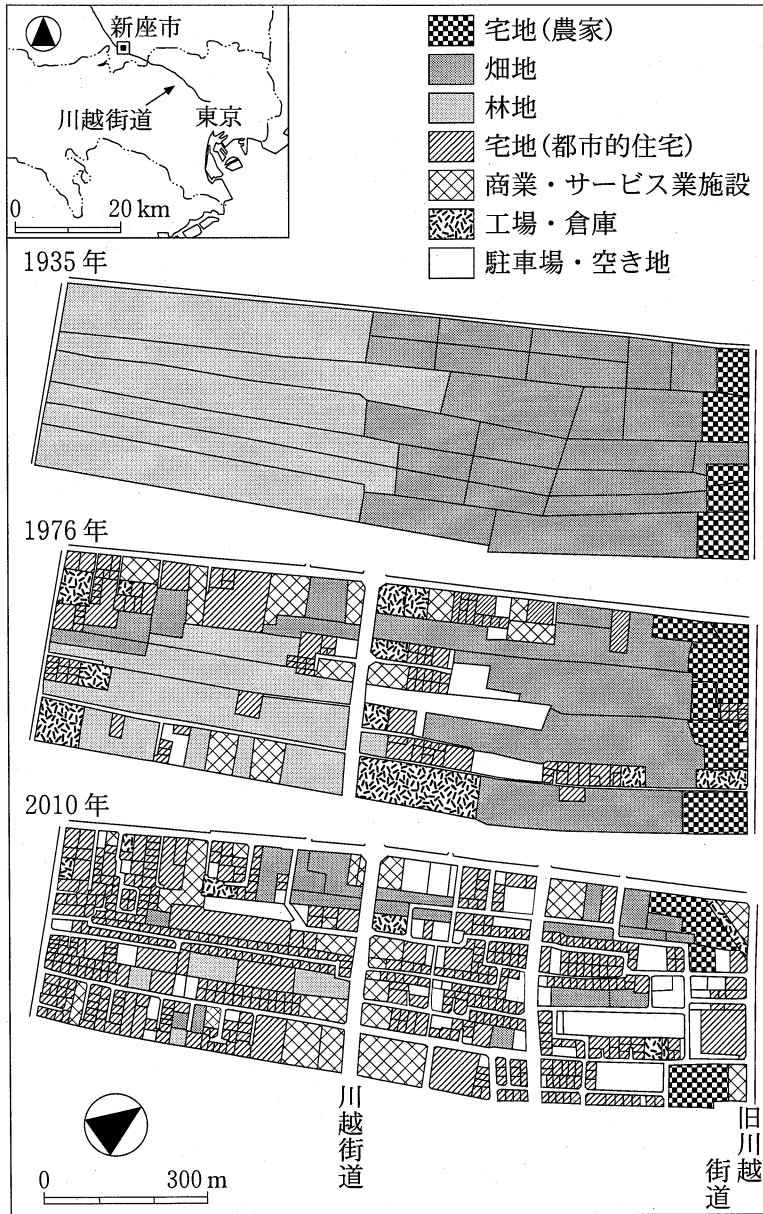 新座市
川越街道
東京
0
20 km
宅地(農家)
畑地
林地
宅地(都市的住宅)
商業・サービス業施設
工場・倉庫
駐車場・空き地
1935年
1976年
2010年
川越街道
旧川越街道
0
300 m